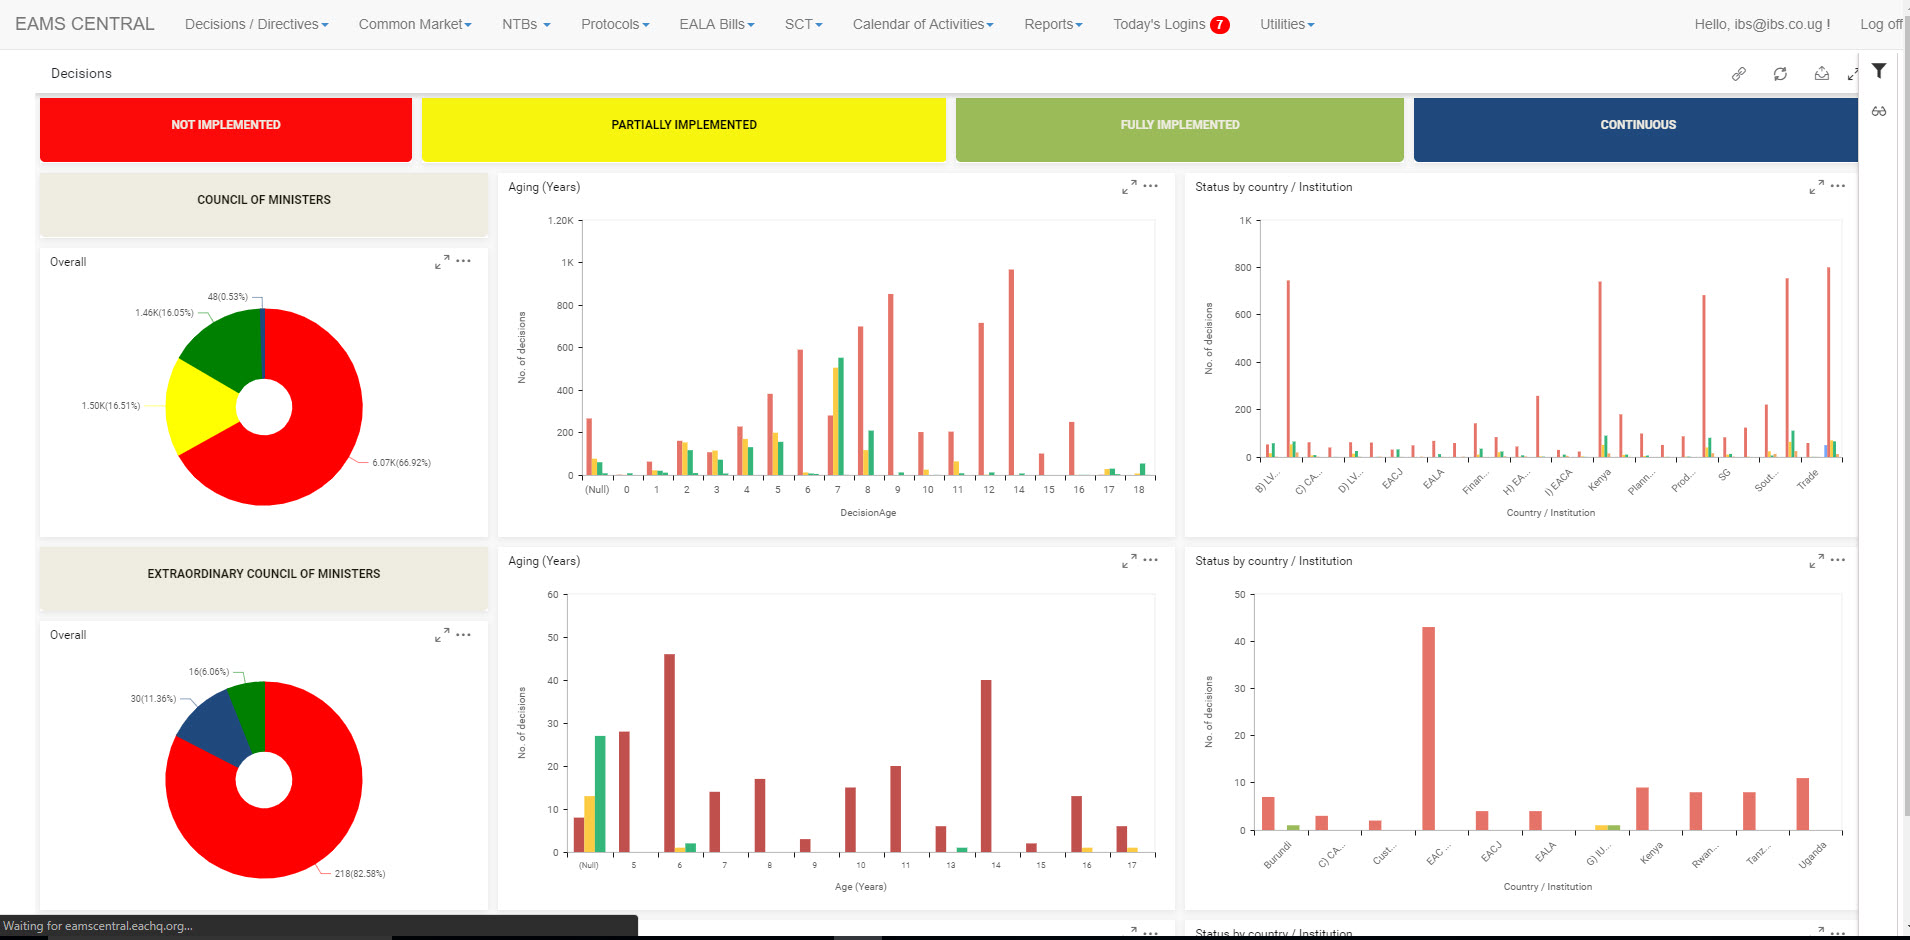 EAMS CENTRAL Decisions / Directives Common Market NTBs Protocols EALA Bills SCT Calendar of Activities Reports Today's Logins 7 Utilities Hello, ibs@ibs.co.ug ! Log off
Decisions
NOT IMPLEMENTED PARTIALLY IMPLEMENTED FULLY IMPLEMENTED CONTINUOUS
COUNCIL OF MINISTERS
Overall
48(0.53%)
1.46K(16.05%)
1.50K(16.51%)
6.07K(66.92%)
Aging (Years)
1.20K
1K
800
600
400
200
0
No. of decisions
(Null) 0 1 2 3 4 5 6 7 8 9 10 11 12 14 15 16 17 18
DecisionAge
Status by country / Institution
1K
800
600
400
200
0
No. of decisions
B) LV... C) CA... D) LV... EACJ EALA Finan... H) EA... I) EACA Kenya Plann... Prod... SG Sout... Trade
Country / Institution
EXTRAORDINARY COUNCIL OF MINISTERS
Overall
16(6.06%)
30(11.36%)
218(82.58%)
Aging (Years)
60
50
40
30
20
10
0
No. of decisions
(Null) 5 6 7 8 9 10 11 13 14 15 16 17
Age (Years)
Status by country / Institution
50
40
30
20
10
0
No. of decisions
Burundi C) CA... Cust... EAC ... EACJ EALA G) IU... Kenya Rwan... Tanz... Uganda
Country / Institution
Waiting for eamscentral.eachq.org...
Status by country / Institution